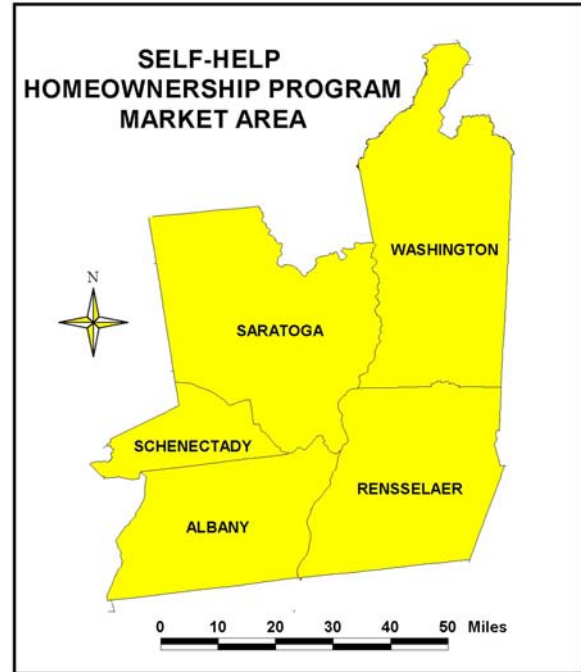 SELF-HELP
HOMEOWNERSHIP PROGRAM
MARKET AREA
WASHINGTON
N
SARATOGA
SCHENECTADY
RENSSELAER
ALBANY
0 10 20 30 40 50 Miles